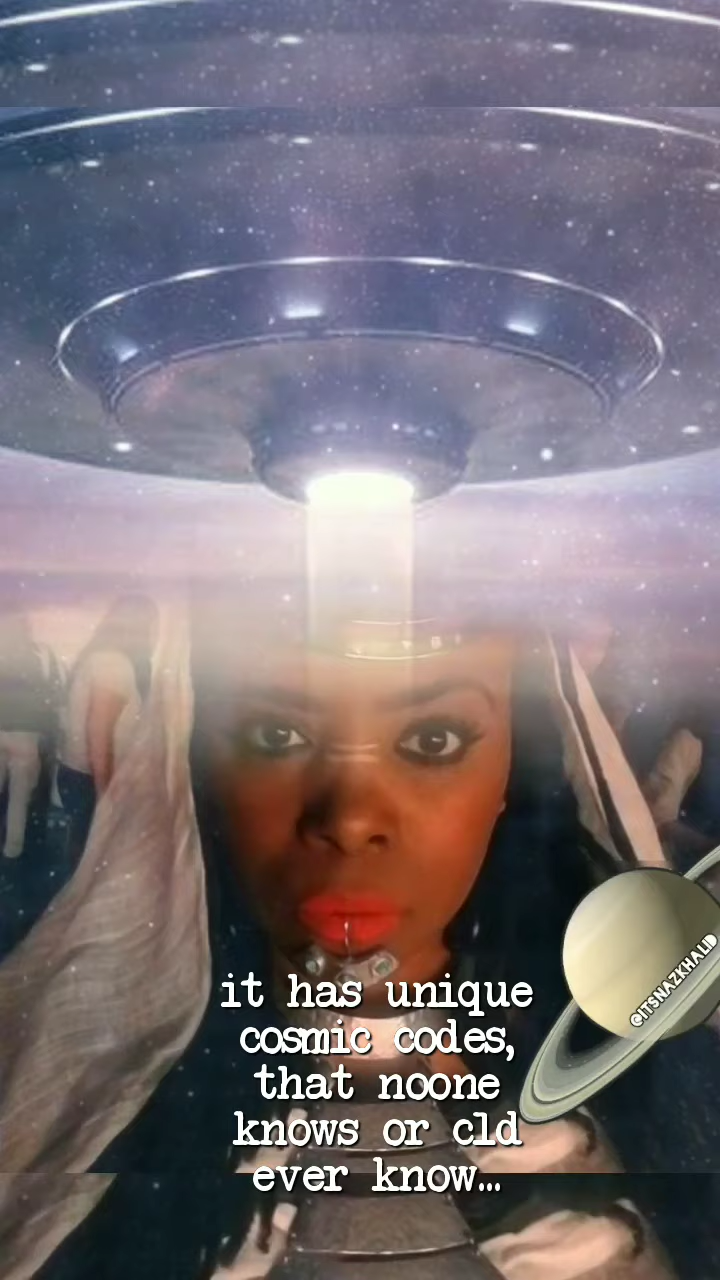 @ITSNAZKHALID
it has unique
cosmic codes,
that noone
knows or cld
ever know...